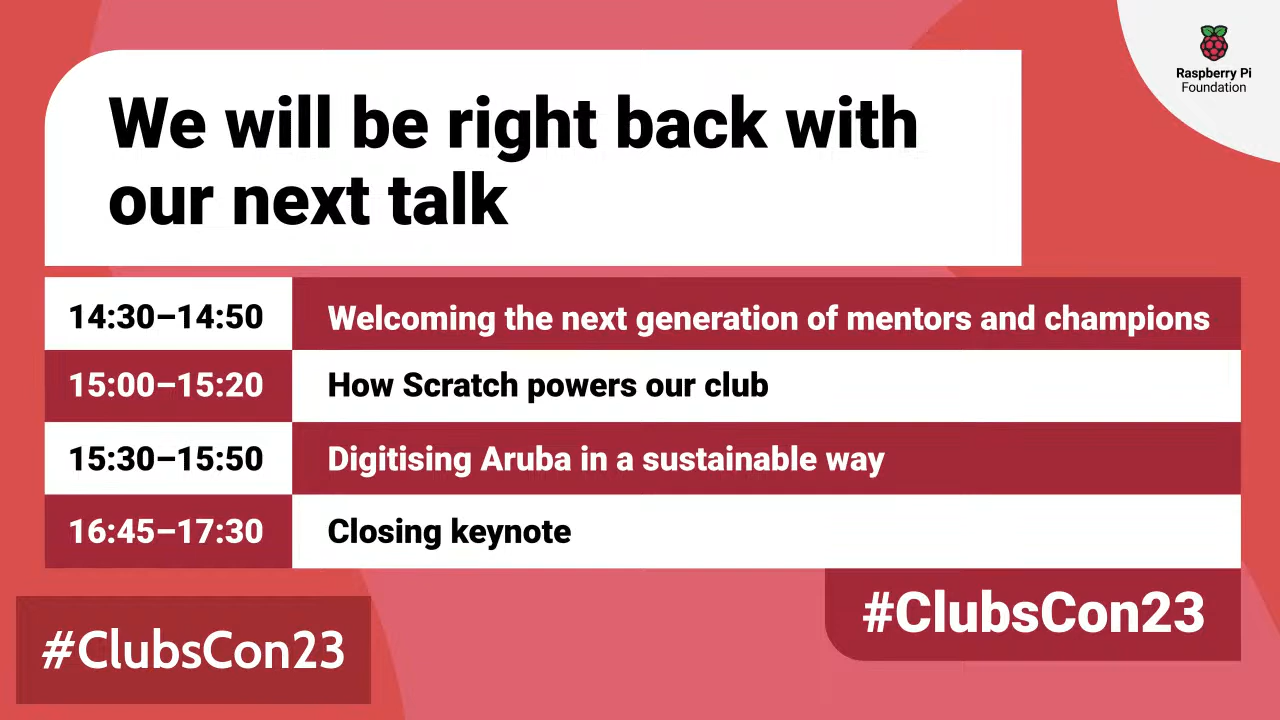 Raspberry Pi
Foundation
We will be right back with
our next talk
14:30–14:50 Welcoming the next generation of mentors and champions
15:00–15:20 How Scratch powers our club
15:30–15:50 Digitising Aruba in a sustainable way
16:45–17:30 Closing keynote
#ClubsCon23
#ClubsCon23